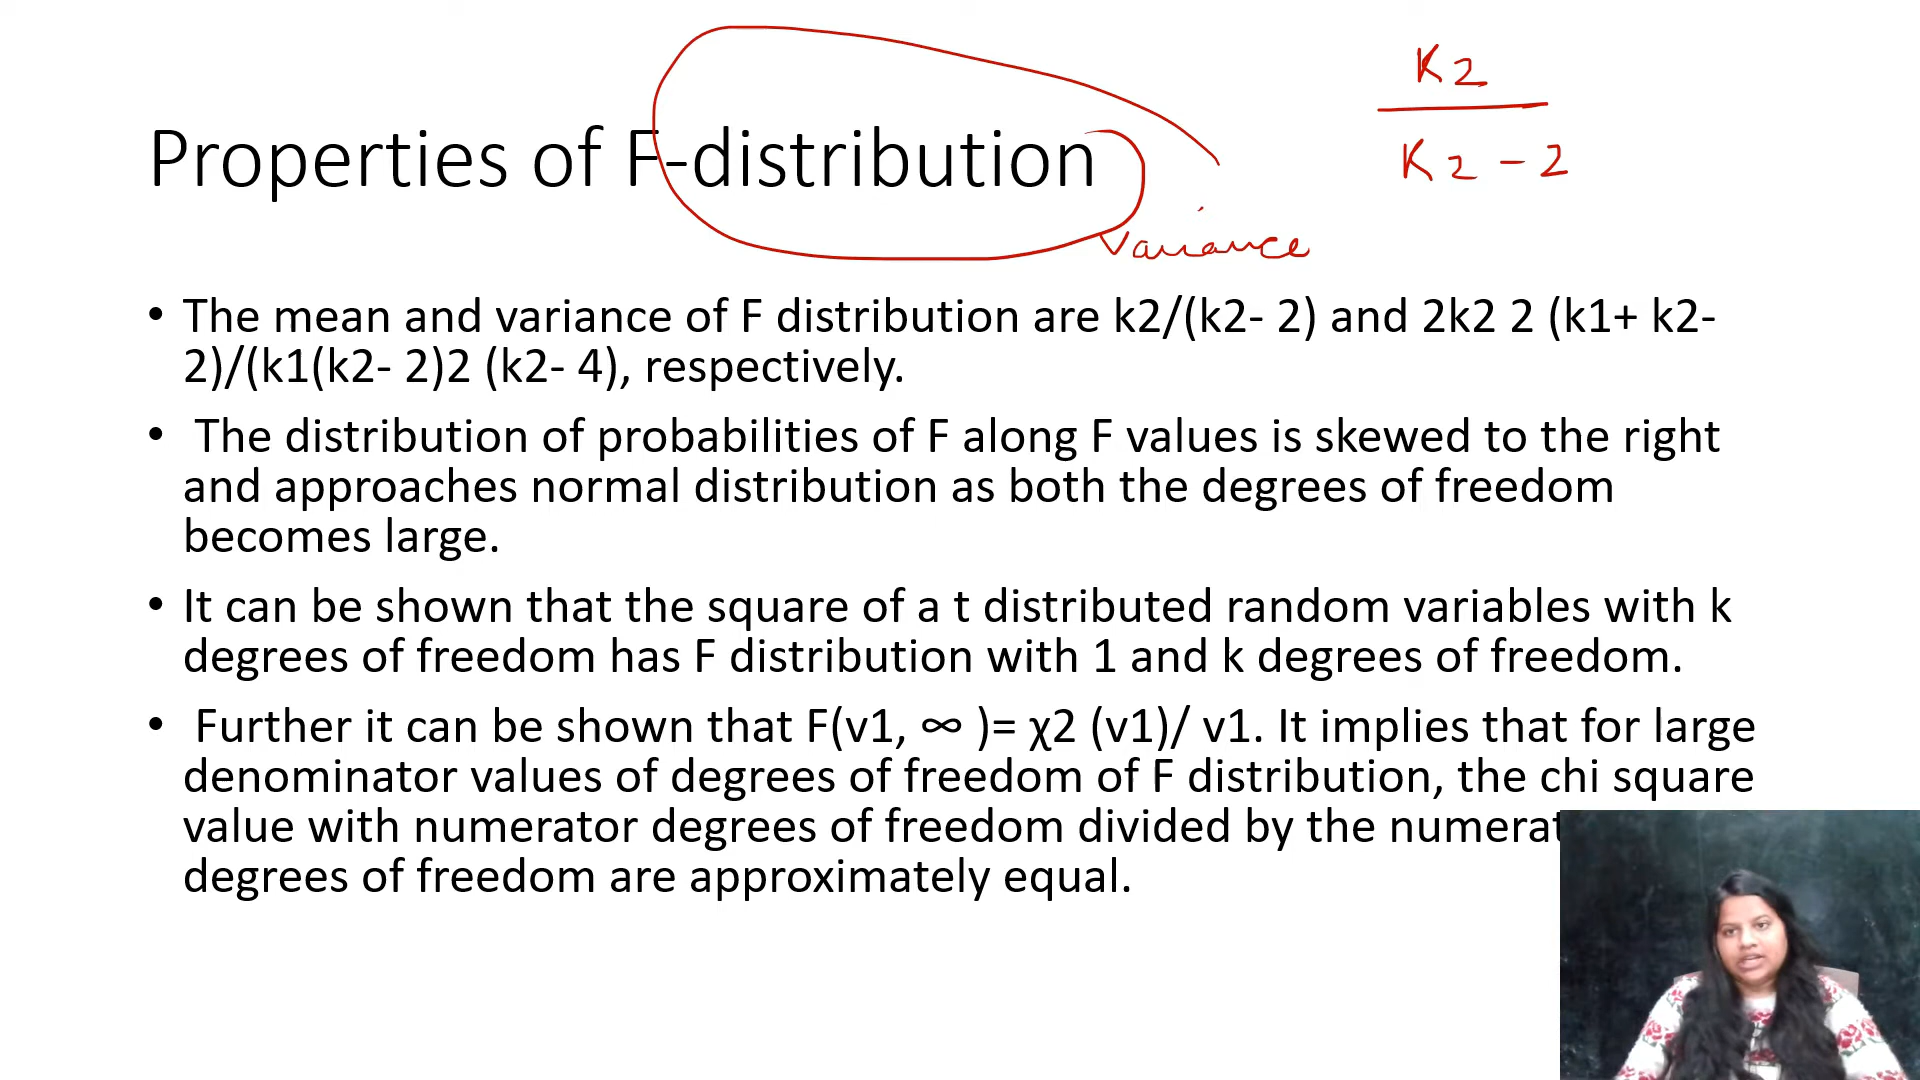 K2
K2 - 2
Properties of F-distribution
Variance
• The mean and variance of F distribution are k2/(k2- 2) and 2k2 2 (k1+ k2-
2)/(k1(k2- 2)2 (k2- 4), respectively.
• The distribution of probabilities of F along F values is skewed to the right
and approaches normal distribution as both the degrees of freedom
becomes large.
• It can be shown that the square of a t distributed random variables with k
degrees of freedom has F distribution with 1 and k degrees of freedom.
• Further it can be shown that F(v1, ∞ )= χ2 (v1)/ v1. It implies that for large
denominator values of degrees of freedom of F distribution, the chi square
value with numerator degrees of freedom divided by the
degrees of freedom are approximately equal.